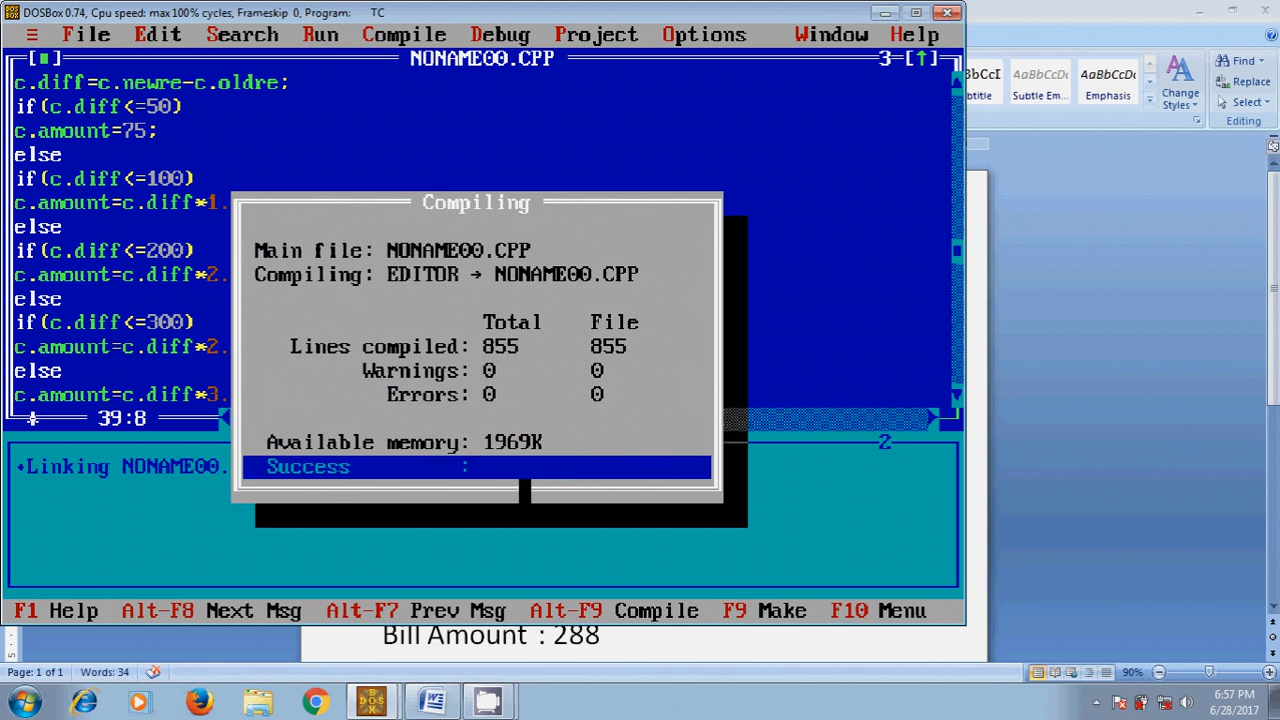 DOSBox 0.74, Cpu speed: max 100% cycles, Frameskip 0, Program: TC
≡ File Edit Search Run Compile Debug Project Options Window Help
[■] NONAME00.CPP 3=[↑]
c.diff=c.newre-c.oldre;
if(c.diff<=50)
c.amount=75;
else
if(c.diff<=100)
c.amount=c.diff*1.
else
if(c.diff<=200)
c.amount=c.diff*2.
else
if(c.diff<=300)
c.amount=c.diff*2.
else
c.amount=c.diff*3.
39:8
Compiling
Main file: NONAME00.CPP
Compiling: EDITOR → NONAME00.CPP
Total File
Lines compiled: 855 855
Warnings: 0 0
Errors: 0 0
Available memory: 1969K
Success :
2
•Linking NONAME00.
F1 Help Alt-F8 Next Msg Alt-F7 Prev Msg Alt-F9 Compile F9 Make F10 Menu
bCcI AaBbCcDc AaBbCcDc
btitle Subtle Em... Emphasis
Change
Styles
Find
Replace
Select
Editing
Bill Amount : 288
Page: 1 of 1 Words: 34 90%
6:57 PM
6/28/2017